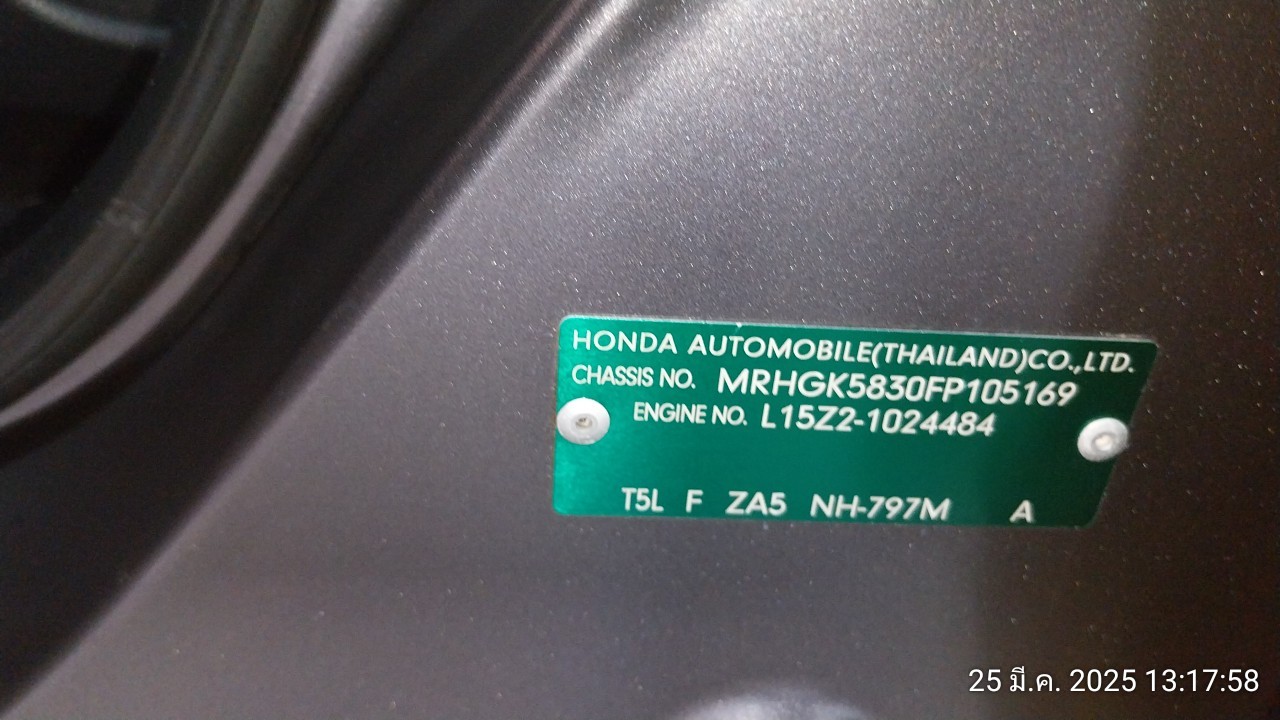 HONDA AUTOMOBILE(THAILAND)CO.,LTD.
CHASSIS NO. MRHGK5830FP105169
ENGINE NO. L15Z2-1024484
T5L F ZA5 NH-797M A
25 มี.ค. 2025 13:17:58